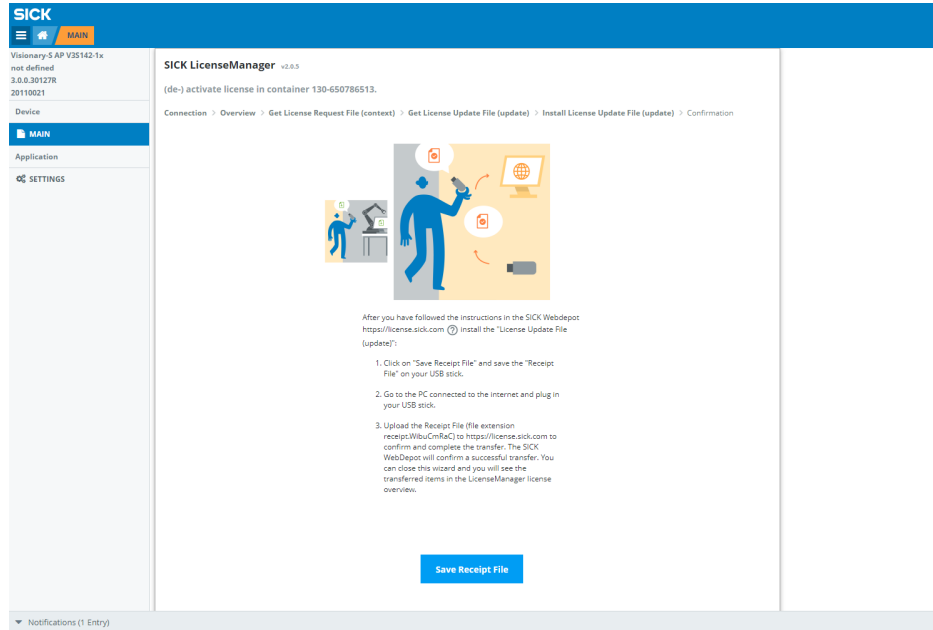 SICK
MAIN
Visionary-S AP V3S142-1x
not defined
3.0.0.30127R
20110021
Device
MAIN
Application
SETTINGS
SICK LicenseManager v2.0.5
(de-) activate license in container 130-650786513.
Connection > Overview > Get License Request File (context) > Get License Update File (update) > Install License Update File (update) > Confirmation
After you have followed the instructions in the SICK Webdepot
https://license.sick.com ? install the "License Update File
(update)":
1. Click on "Save Receipt File" and save the "Receipt
File" on your USB stick.
2. Go to the PC connected to the internet and plug in
your USB stick.
3. Upload the Receipt File (file extension
receipt.WibuCmRaC) to https://license.sick.com to
confirm and complete the transfer. The SICK
WebDepot will confirm a successful transfer. You
can close this wizard and you will see the
transferred items in the LicenseManager license
overview.
Save Receipt File
Notifications (1 Entry)